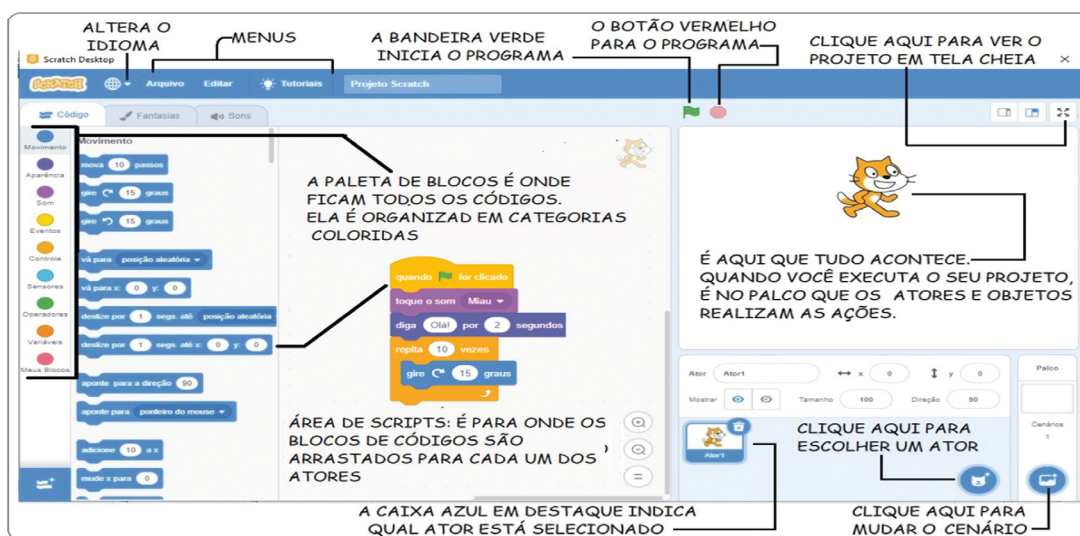 ALTERA O
IDIOMA
MENUS
A BANDEIRA VERDE
INICIA O PROGRAMA
O BOTÃO VERMELHO
PARA O PROGRAMA
CLIQUE AQUI PARA VER O
PROJETO EM TELA CHEIA
Scratch Desktop
SCRATCH
Arquivo
Editar
Tutoriais
Projeto Scratch
Código
Fantasias
Sons
Movimento
Aparência
Som
Eventos
Controle
Sensores
Operadores
Variáveis
Meus Blocos
Movimento
mova 10 passos
gire 15 graus
gire 15 graus
vá para posição aleatória
vá para x: 0 y: 0
deslize por 1 segs. até posição aleatória
deslize por 1 segs. até x: 0 y: 0
aponte para a direção 90
aponte para ponteiro do mouse
adicione 10 a x
mude x para 0
A PALETA DE BLOCOS É ONDE
FICAM TODOS OS CÓDIGOS.
ELA É ORGANIZAD EM CATEGORIAS
COLORIDAS
quando for clicado
toque o som Miau
diga Olá! por 2 segundos
repita 10 vezes
gire 15 graus
ÁREA DE SCRIPTS: É PARA ONDE OS
BLOCOS DE CÓDIGOS SÃO
ARRASTADOS PARA CADA UM DOS
ATORES
É AQUI QUE TUDO ACONTECE.
QUANDO VOCÊ EXECUTA O SEU PROJETO,
É NO PALCO QUE OS ATORES E OBJETOS
REALIZAM AS AÇÕES.
Ator Ator1 x 0 y 0
Mostrar Tamanho 100 Direção 90
Ator1
Palco
Cenários
1
CLIQUE AQUI PARA
ESCOLHER UM ATOR
A CAIXA AZUL EM DESTAQUE INDICA
QUAL ATOR ESTÁ SELECIONADO
CLIQUE AQUI PARA
MUDAR O CENÁRIO